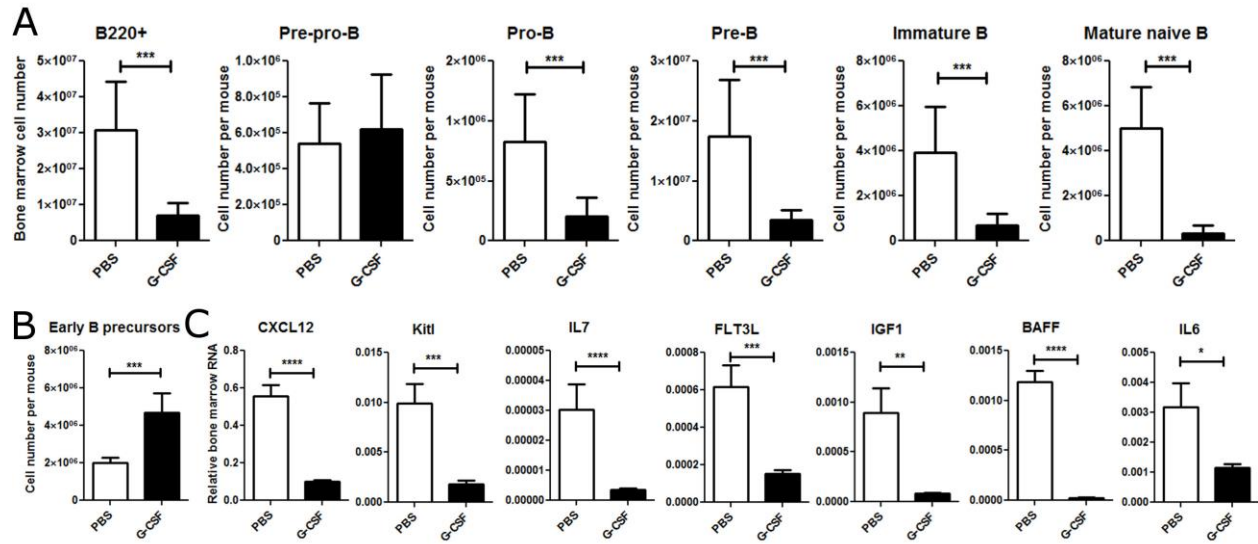 A
B220+
Bone marrow cell number
5×10⁰⁷
4×10⁰⁷
3×10⁰⁷
2×10⁰⁷
1×10⁰⁷
0
***
PBS
G-CSF
Pre-pro-B
Cell number per mouse
1.0×10⁰⁶
8.0×10⁰⁵
6.0×10⁰⁵
4.0×10⁰⁵
2.0×10⁰⁵
0.0
PBS
G-CSF
Pro-B
Cell number per mouse
2×10⁰⁶
1×10⁰⁶
5×10⁰⁵
0
***
PBS
G-CSF
Pre-B
Cell number per mouse
3×10⁰⁷
2×10⁰⁷
1×10⁰⁷
0
***
PBS
G-CSF
Immature B
Cell number per mouse
8×10⁰⁶
6×10⁰⁶
4×10⁰⁶
2×10⁰⁶
0
***
PBS
G-CSF
Mature naive B
Cell number per mouse
8×10⁰⁶
6×10⁰⁶
4×10⁰⁶
2×10⁰⁶
0
***
PBS
G-CSF
B
Early B precursors
Cell number per mouse
8×10⁰⁶
6×10⁰⁶
4×10⁰⁶
2×10⁰⁶
0
***
PBS
G-CSF
C
CXCL12
Relative bone marrow RNA
0.8
0.6
0.4
0.2
0.0
****
PBS
G-CSF
Kitl
0.015
0.010
0.005
0.000
***
PBS
G-CSF
IL7
0.00005
0.00004
0.00003
0.00002
0.00001
0.00000
****
PBS
G-CSF
FLT3L
0.0008
0.0006
0.0004
0.0002
0.0000
***
PBS
G-CSF
IGF1
0.0015
0.0010
0.0005
0.0000
**
PBS
G-CSF
BAFF
0.0015
0.0010
0.0005
0.0000
****
PBS
G-CSF
IL6
0.005
0.004
0.003
0.002
0.001
0.000
*
PBS
G-CSF